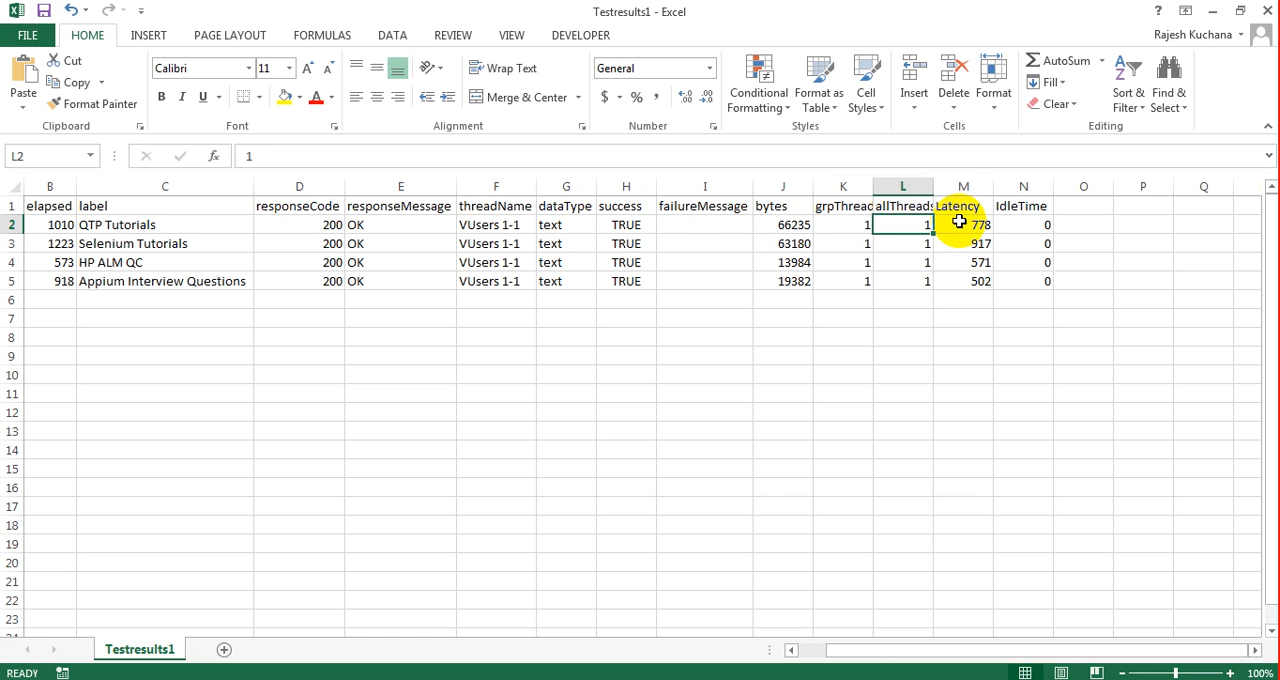 Testresults1 - Excel
?
FILE HOME INSERT PAGE LAYOUT FORMULAS DATA REVIEW VIEW DEVELOPER Rajesh Kuchana
Paste
Cut
Copy
Format Painter
Clipboard
Calibri 11
B I U
Font
Wrap Text
Merge & Center
Alignment
General
$ % ,
Number
Conditional Formatting
Format as Table
Cell Styles
Styles
Insert Delete Format
Cells
AutoSum
Fill
Clear
Sort & Filter
Find & Select
Editing
L2 fx 1
B C D E F G H I J K L M N O P Q
1 elapsed label responseCode responseMessage threadName dataType success failureMessage bytes grpThread allThreads Latency IdleTime
2 1010 QTP Tutorials 200 OK VUsers 1-1 text TRUE 66235 1 1 778 0
3 1223 Selenium Tutorials 200 OK VUsers 1-1 text TRUE 63180 1 1 917 0
4 573 HP ALM QC 200 OK VUsers 1-1 text TRUE 13984 1 1 571 0
5 918 Appium Interview Questions 200 OK VUsers 1-1 text TRUE 19382 1 1 502 0
6
7
8
9
10
11
12
13
14
15
16
17
18
19
20
21
22
23
24
Testresults1
READY 100%